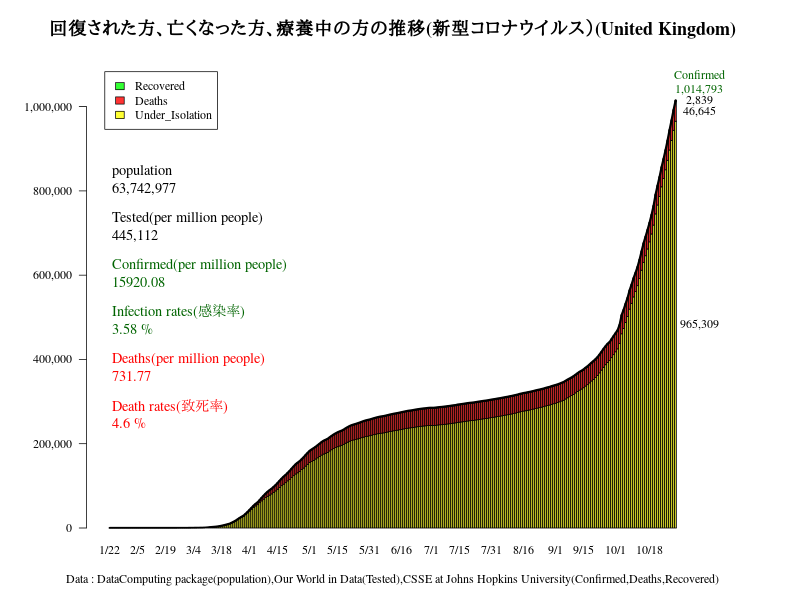 回復された方、亡くなった方、療養中の方の推移(新型コロナウイルス)(United Kingdom)
Confirmed
1,014,793
2,839
46,645
965,309
Recovered
Deaths
Under_Isolation
population
63,742,977
Tested(per million people)
445,112
Confirmed(per million people)
15920.08
Infection rates(感染率)
3.58 %
Deaths(per million people)
731.77
Death rates(致死率)
4.6 %
1,000,000
800,000
600,000
400,000
200,000
0
1/22 2/5 2/19 3/4 3/18 4/1 4/15 5/1 5/15 5/31 6/16 7/1 7/15 7/31 8/16 9/1 9/15 10/1 10/18
Data : DataComputing package(population),Our World in Data(Tested),CSSE at Johns Hopkins University(Confirmed,Deaths,Recovered)